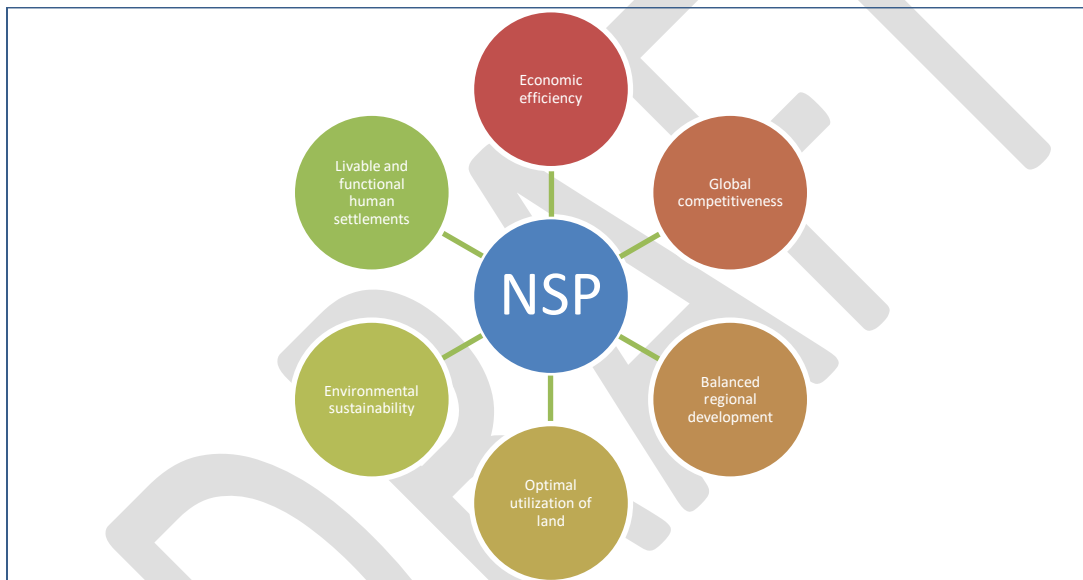 Economic
efficiency
Global
competitiveness
Balanced
regional
development
Optimal
utilization of
land
Environmental
sustainability
Livable and
functional
human
settlements
NSP
DRAFT